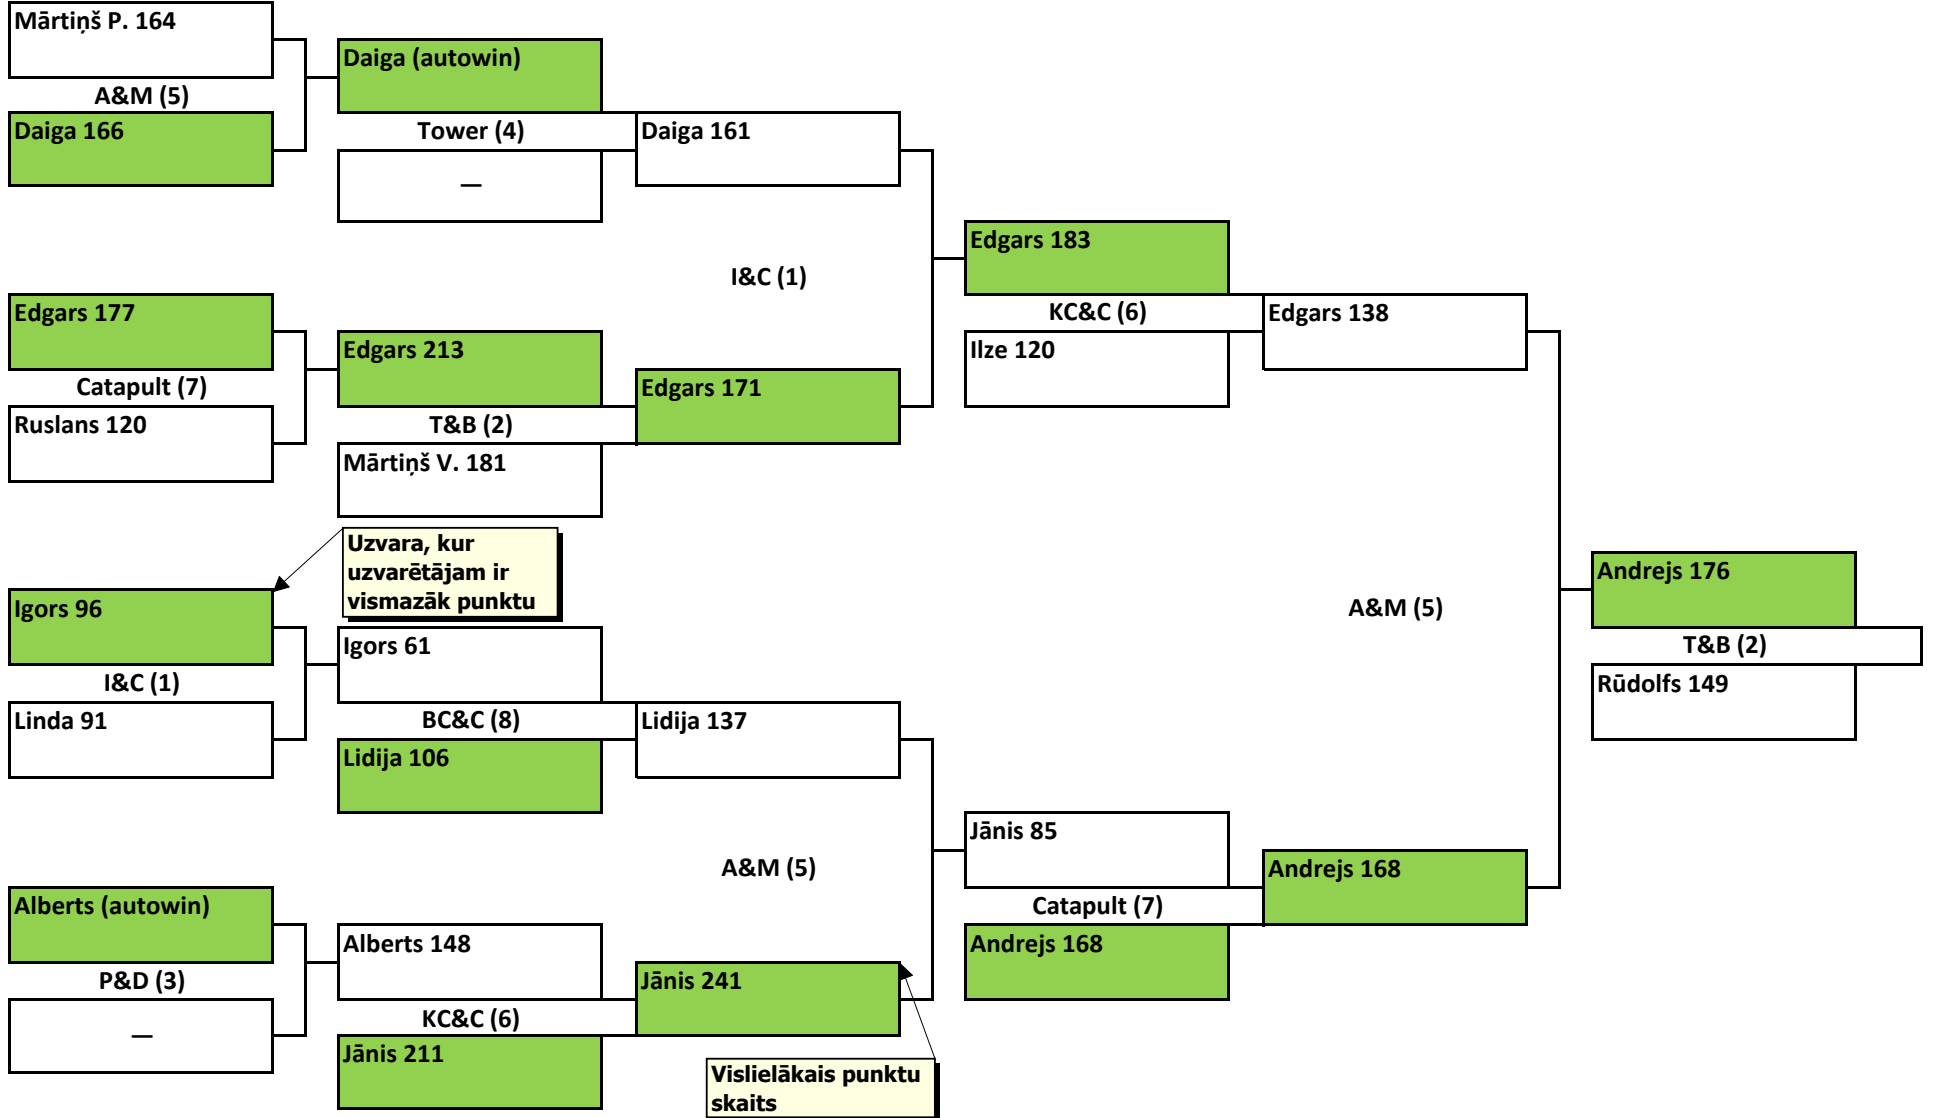 Mārtiņš P. 164
A&M (5)
Daiga 166
Daiga (autowin)
Tower (4)
—
Daiga 161
Edgars 177
Catapult (7)
Ruslans 120
Edgars 213
T&B (2)
Mārtiņš V. 181
Edgars 171
I&C (1)
Edgars 183
KC&C (6)
Ilze 120
Edgars 138
Uzvara, kur
uzvarētājam ir
vismazāk punktu
Igors 96
I&C (1)
Linda 91
Igors 61
BC&C (8)
Lidija 106
Lidija 137
Alberts (autowin)
P&D (3)
—
Alberts 148
KC&C (6)
Jānis 211
Jānis 241
A&M (5)
Vislielākais punktu
skaits
Jānis 85
Catapult (7)
Andrejs 168
Andrejs 168
A&M (5)
Andrejs 176
T&B (2)
Rūdolfs 149